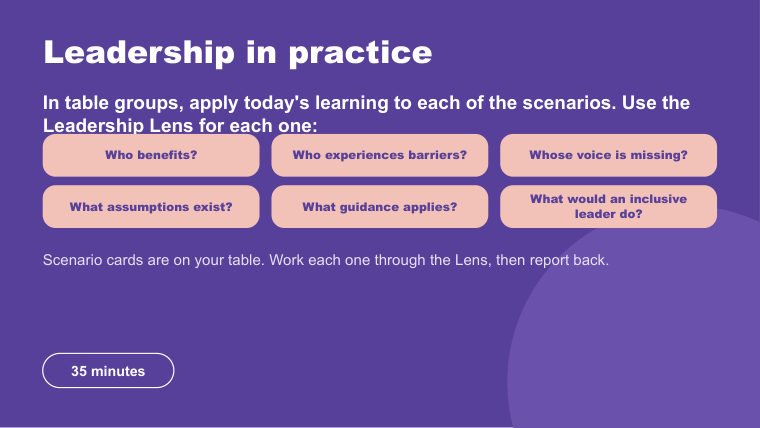 Leadership in practice
In table groups, apply today's learning to each of the scenarios. Use the
Leadership Lens for each one:
Who benefits?
Who experiences barriers?
Whose voice is missing?
What assumptions exist?
What guidance applies?
What would an inclusive
leader do?
Scenario cards are on your table. Work each one through the Lens, then report back.
35 minutes